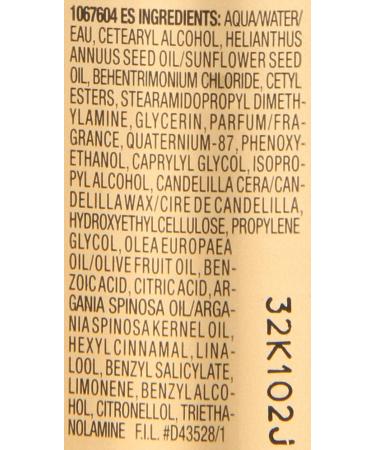 1067604 ES INGREDIENTS: AQUA/WATER/
EAU, CETEARYL ALCOHOL, HELIANTHUS
ANNUUS SEED OIL/SUNFLOWER SEED
OIL, BEHENTRIMONIUM CHLORIDE, CETYL
ESTERS, STEARAMIDOPROPYL DIMETH-
YLAMINE, GLYCERIN, PARFUM/FRA-
GRANCE, QUATERNIUM-87, PHENOXY-
ETHANOL, CAPRYLYL GLYCOL, ISOPRO-
PYL ALCOHOL, CANDELILLA CERA/CAN-
DELILLA WAX/CIRE DE CANDELILLA,
HYDROXYETHYLCELLULOSE, PROPYLENE
GLYCOL, OLEA EUROPAEA
OIL/OLIVE FRUIT OIL, BEN-
ZOIC ACID, CITRIC ACID, AR-
GANIA SPINOSA OIL/ARGA-
NIA SPINOSA KERNEL OIL,
HEXYL CINNAMAL, LINA-
LOOL, BENZYL SALICYLATE,
LIMONENE, BENZYL ALCO-
HOL, CITRONELLOL, TRIETHA-
NOLAMINE F.I.L. #D43528/1
32K102J